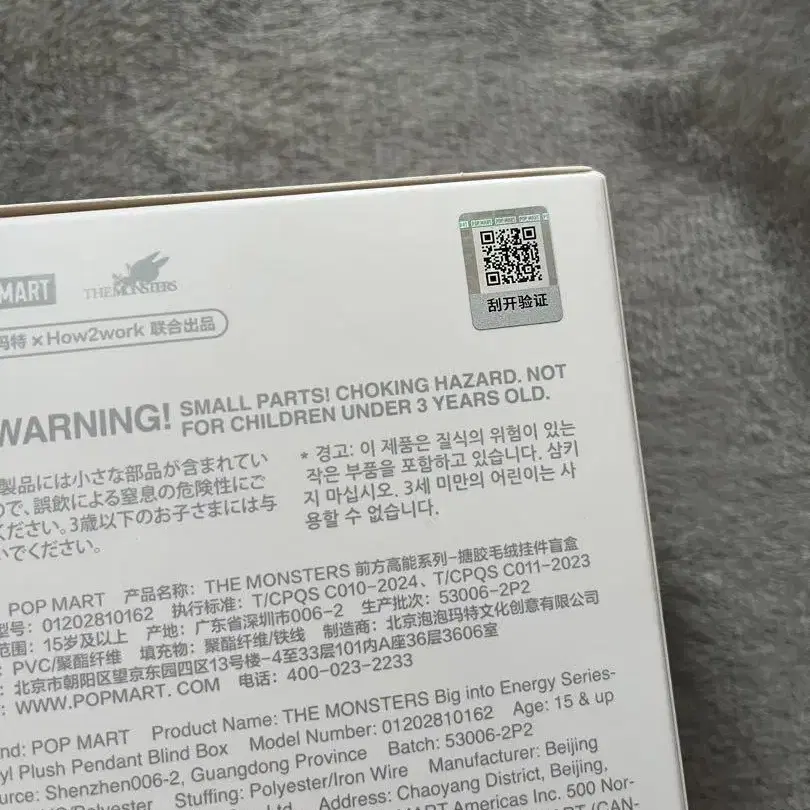 MART
THE MONSTERS
POP MART POP MART POP MART
刮开验证
玛特 × How2work 联合出品
WARNING! SMALL PARTS! CHOKING HAZARD. NOT
FOR CHILDREN UNDER 3 YEARS OLD.
製品には小さな部品が含まれてい
ので、誤飲による窒息の危険性にご
ください。3歳以下のお子さまには与
いでください。
* 경고: 이 제품은 질식의 위험이 있는
작은 부품을 포함하고 있습니다. 삼키
지 마십시오. 3세 미만의 어린이는 사
용할 수 없습니다.
POP MART 产品名称: THE MONSTERS 前方高能系列-搪胶毛绒挂件盲盒
型号: 01202810162 执行标准: T/CPQS C010-2024、T/CPQS C011-2023
范围: 15岁及以上 产地: 广东省深圳市006-2 生产批次: 53006-2P2
: PVC/聚酯纤维 填充物: 聚酯纤维/铁线 制造商: 北京泡泡玛特文化创意有限公司
: 北京市朝阳区望京东园四区13号楼-4至33层101内A座36层3606室
: WWW.POPMART.COM 电话: 400-023-2233
nd: POP MART Product Name: THE MONSTERS Big into Energy Series-
yl Plush Pendant Blind Box Model Number: 01202810162 Age: 15 & up
ource: Shenzhen006-2, Guangdong Province Batch: 53006-2P2
VC/Polyester Stuffing: Polyester/Iron Wire Manufacturer: Beijing
Ltd. Address: Chaoyang District, Beijing,
MART Americas Inc. 500 Nor-
MART (CAN-